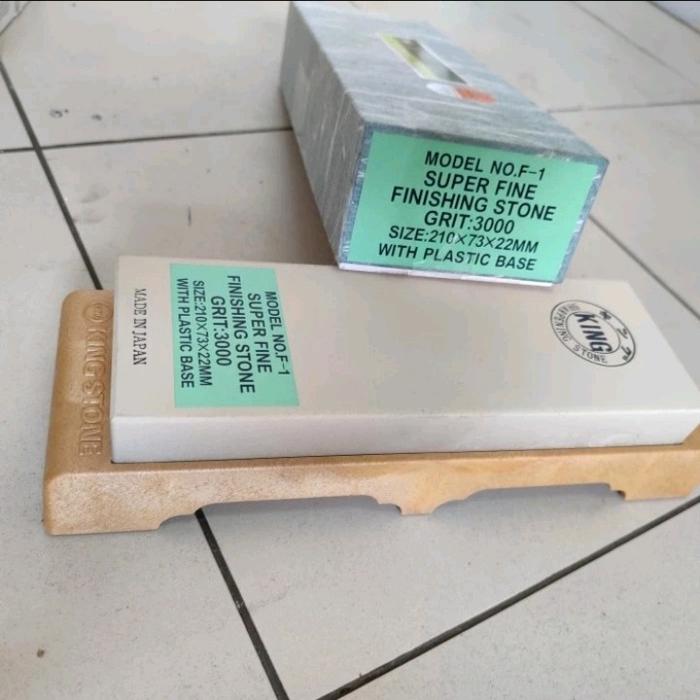 MODEL NO.F-1
SUPER FINE
FINISHING STONE
GRIT:3000
SIZE:210×73×22MM
WITH PLASTIC BASE
MODEL NO.F-1
SUPER FINE
FINISHING STONE
GRIT:3000
SIZE:210×73×22MM
WITH PLASTIC BASE
MADE IN JAPAN
KING
SHARPENING STONE
KING STONE